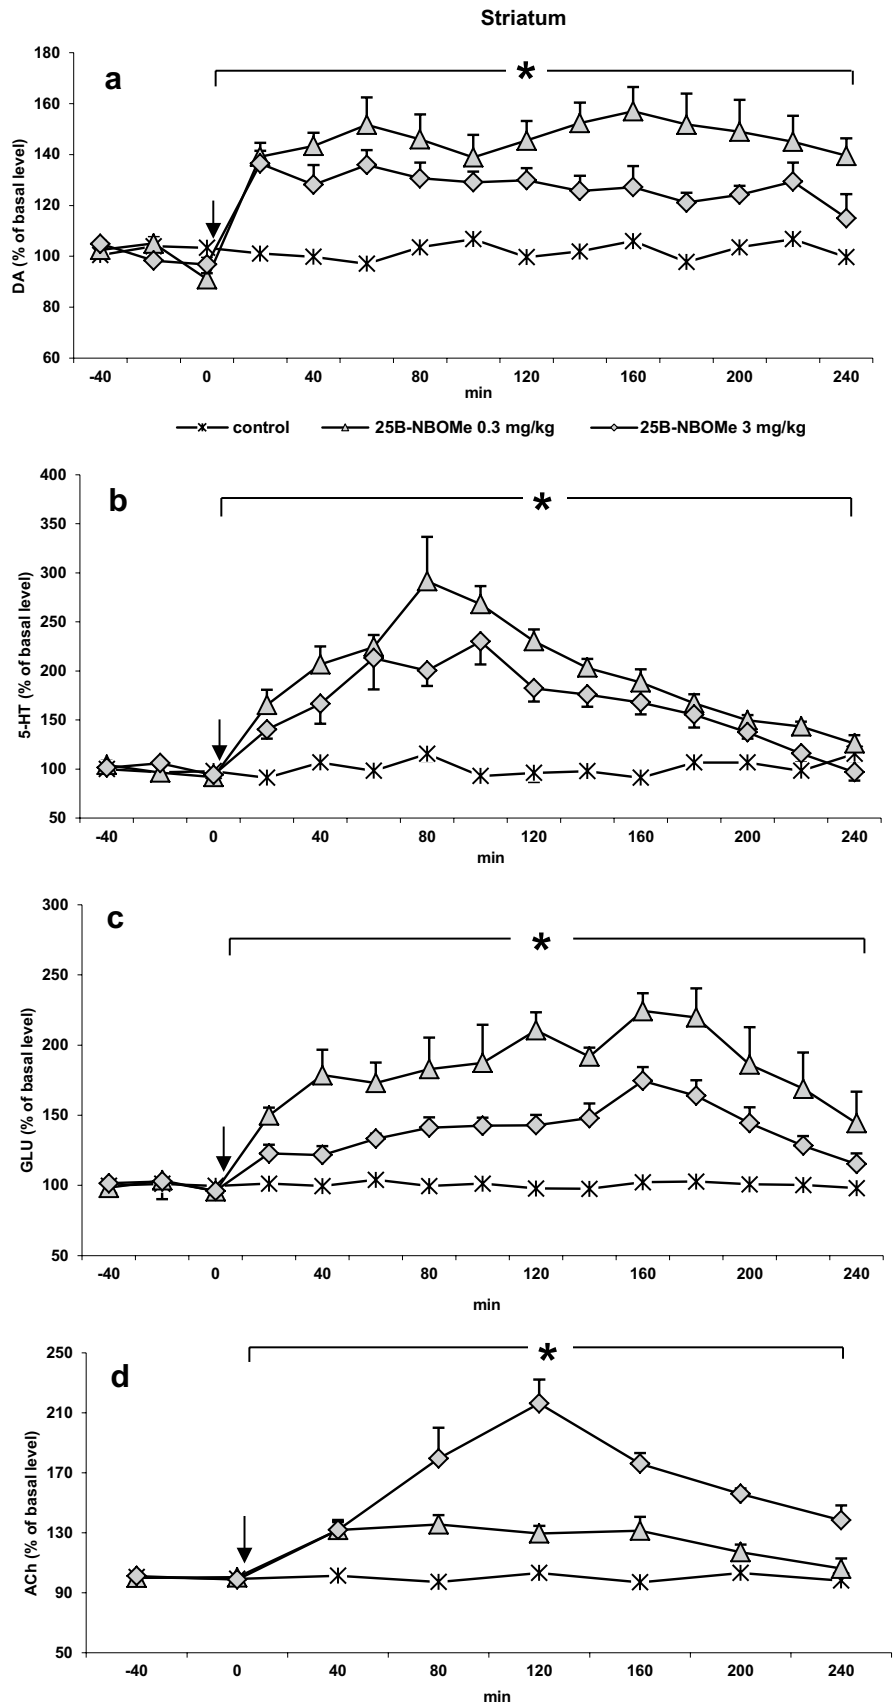 Striatum
a
*
DA (% of basal level)
180
160
140
120
100
80
60
-40 0 40 80 120 160 200 240
min
control 25B-NBOMe 0.3 mg/kg 25B-NBOMe 3 mg/kg
b
*
5-HT (% of basal level)
400
350
300
250
200
150
100
50
-40 0 40 80 120 160 200 240
min
c
*
GLU (% of basal level)
300
250
200
150
100
50
-40 0 40 80 120 160 200 240
min
d
*
ACh (% of basal level)
250
210
170
130
90
50
-40 0 40 80 120 160 200 240
min